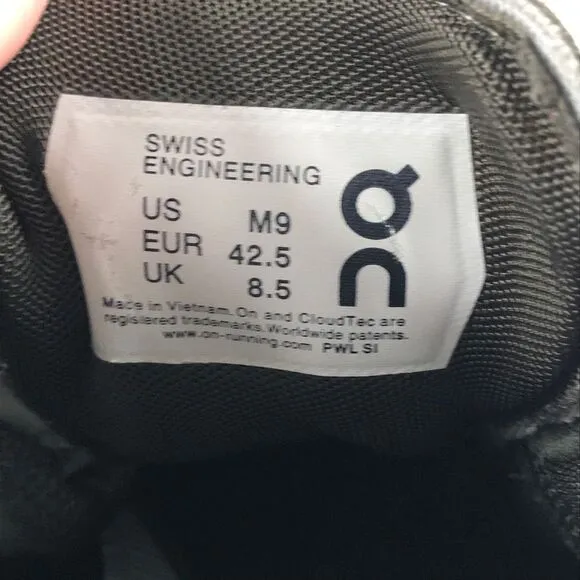 SWISS
ENGINEERING
US M9
EUR 42.5
UK 8.5
Made in Vietnam. On and CloudTec are
registered trademarks. Worldwide patents.
www.on-running.com PWL SI